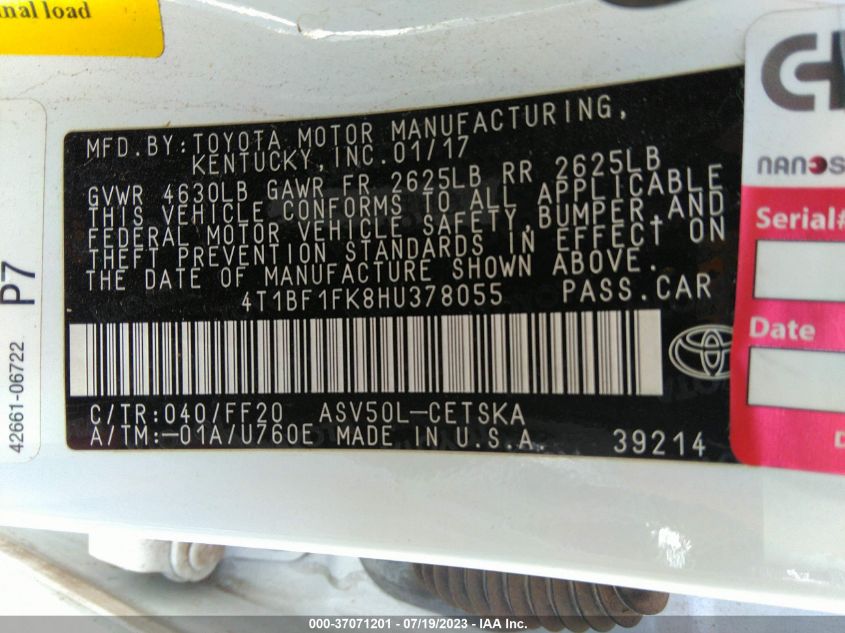 nal load
MFD.BY:TOYOTA MOTOR MANUFACTURING,
KENTUCKY,INC.01/17
GVWR 4630LB GAWR FR 2625LB RR 2625LB
THIS VEHICLE CONFORMS TO ALL APPLICABLE
FEDERAL MOTOR VEHICLE SAFETY,BUMPER,AND
THEFT PREVENTION STANDARDS IN EFFECT ON
THE DATE OF MANUFACTURE SHOWN ABOVE.
4T1BF1FK8HU378055 PASS.CAR
C/TR:040/FF20 ASV50L-CETSKA
A/TM:-01A/U760E MADE IN U.S.A. 39214
P7
42661-06722
NANOS
Serial#
Date
000-37071201 - 07/19/2023 - IAA Inc.